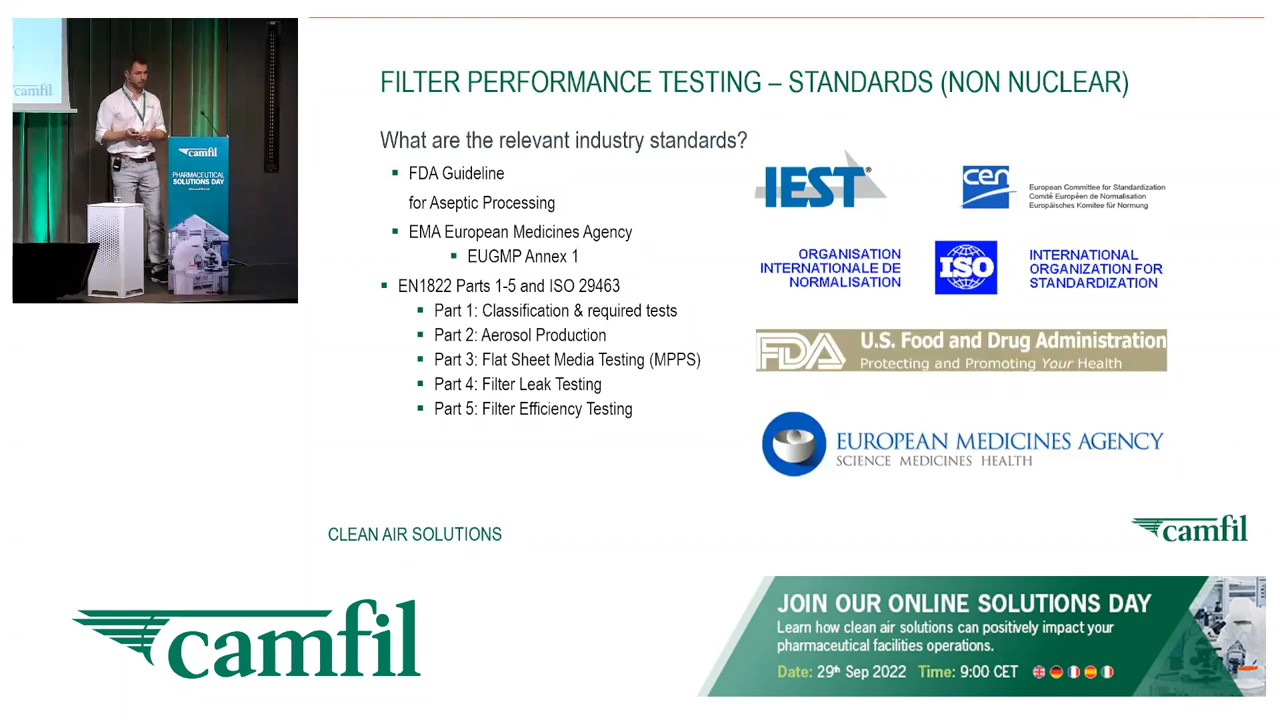 camfil
camfil
PHARMACEUTICAL
SOLUTIONS DAY
FILTER PERFORMANCE TESTING – STANDARDS (NON NUCLEAR)
What are the relevant industry standards?
▪ FDA Guideline
for Aseptic Processing
▪ EMA European Medicines Agency
▪ EUGMP Annex 1
▪ EN1822 Parts 1-5 and ISO 29463
▪ Part 1: Classification & required tests
▪ Part 2: Aerosol Production
▪ Part 3: Flat Sheet Media Testing (MPPS)
▪ Part 4: Filter Leak Testing
▪ Part 5: Filter Efficiency Testing
IEST®
cen
European Committee for Standardization
Comité Européen de Normalisation
Europäisches Komitee für Normung
ORGANISATION
INTERNATIONALE DE
NORMALISATION
ISO
INTERNATIONAL
ORGANIZATION FOR
STANDARDIZATION
FDA
U.S. Food and Drug Administration
Protecting and Promoting Your Health
EUROPEAN MEDICINES AGENCY
SCIENCE MEDICINES HEALTH
CLEAN AIR SOLUTIONS
camfil
camfil
JOIN OUR ONLINE SOLUTIONS DAY
Learn how clean air solutions can positively impact your
pharmaceutical facilities operations.
Date: 29th Sep 2022 Time: 9:00 CET